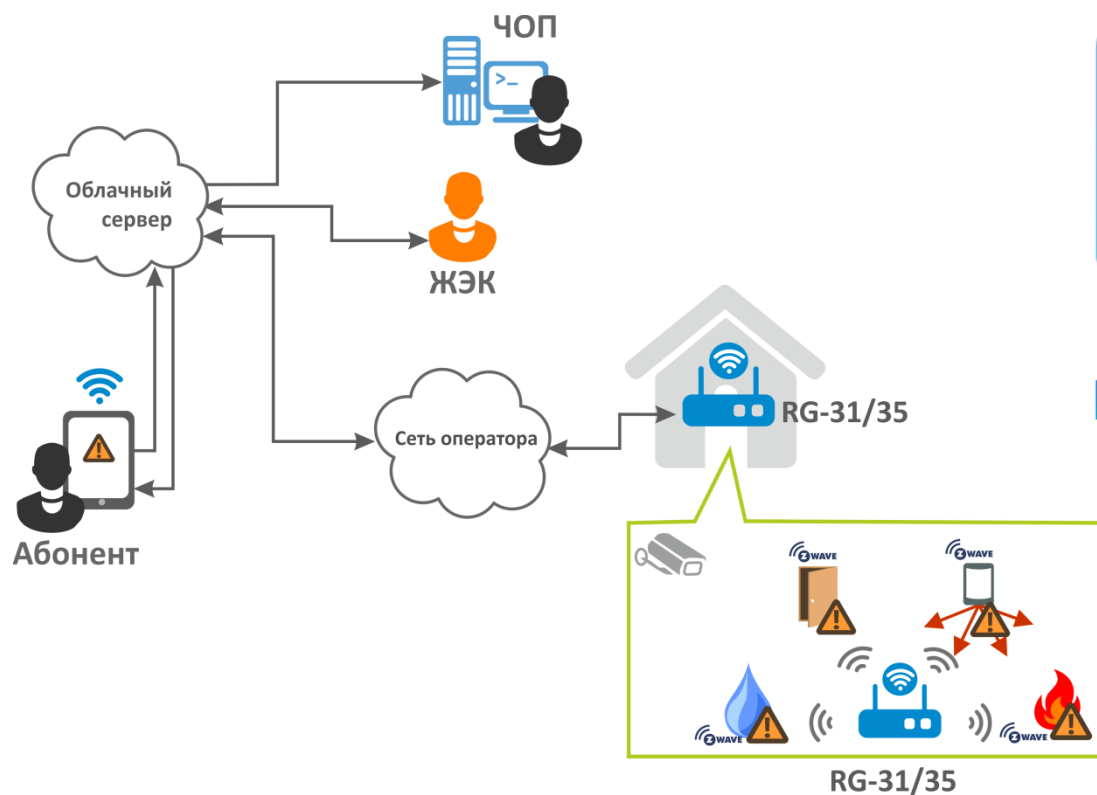 ЧОП
>_
Облачный
сервер
ЖЭК
RG-31/35
Сеть оператора
Абонент
Z WAVE
Z WAVE
Z WAVE
Z WAVE
RG-31/35